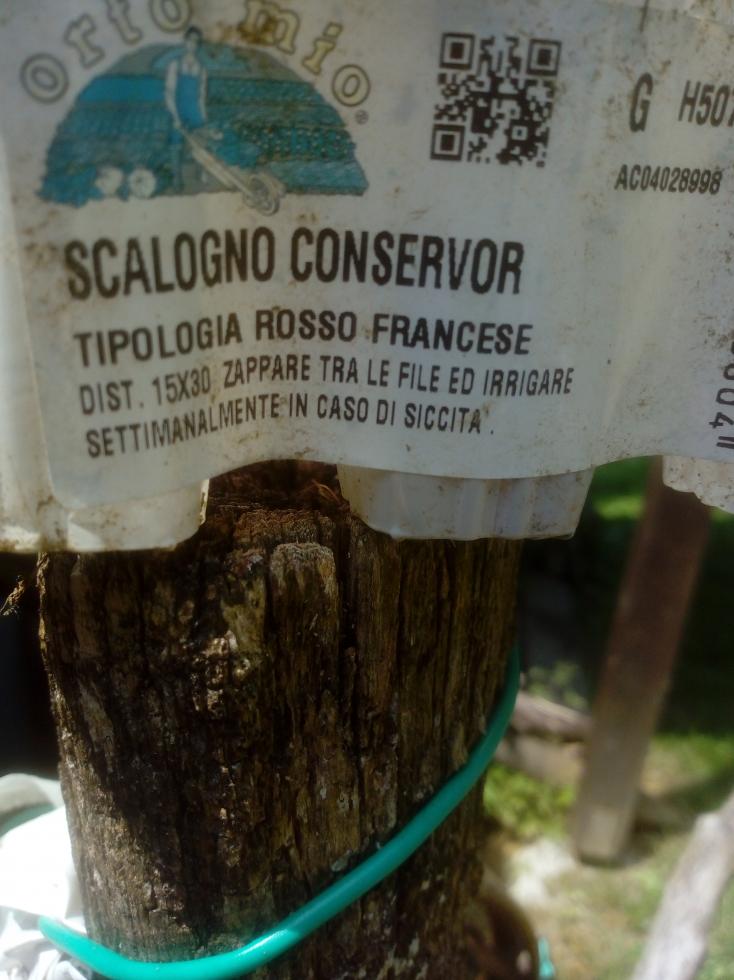 orto mio
®
G H507
AC04028998
SCALOGNO CONSERVOR
TIPOLOGIA ROSSO FRANCESE
DIST. 15X30 ZAPPARE TRA LE FILE ED IRRIGARE
SETTIMANALMENTE IN CASO DI SICCITA'.